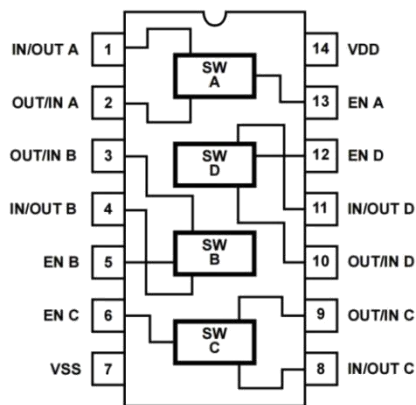 IN/OUT A 1 14 VDD
SW
A
OUT/IN A 2 13 EN A
OUT/IN B 3 12 EN D
SW
D
IN/OUT B 4 11 IN/OUT D
EN B 5 10 OUT/IN D
SW
B
EN C 6 9 OUT/IN C
SW
C
VSS 7 8 IN/OUT C